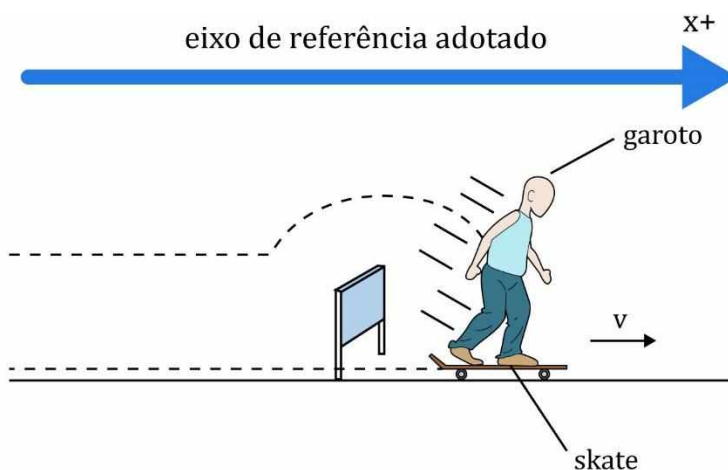 x+
eixo de referência adotado
garoto
v
skate